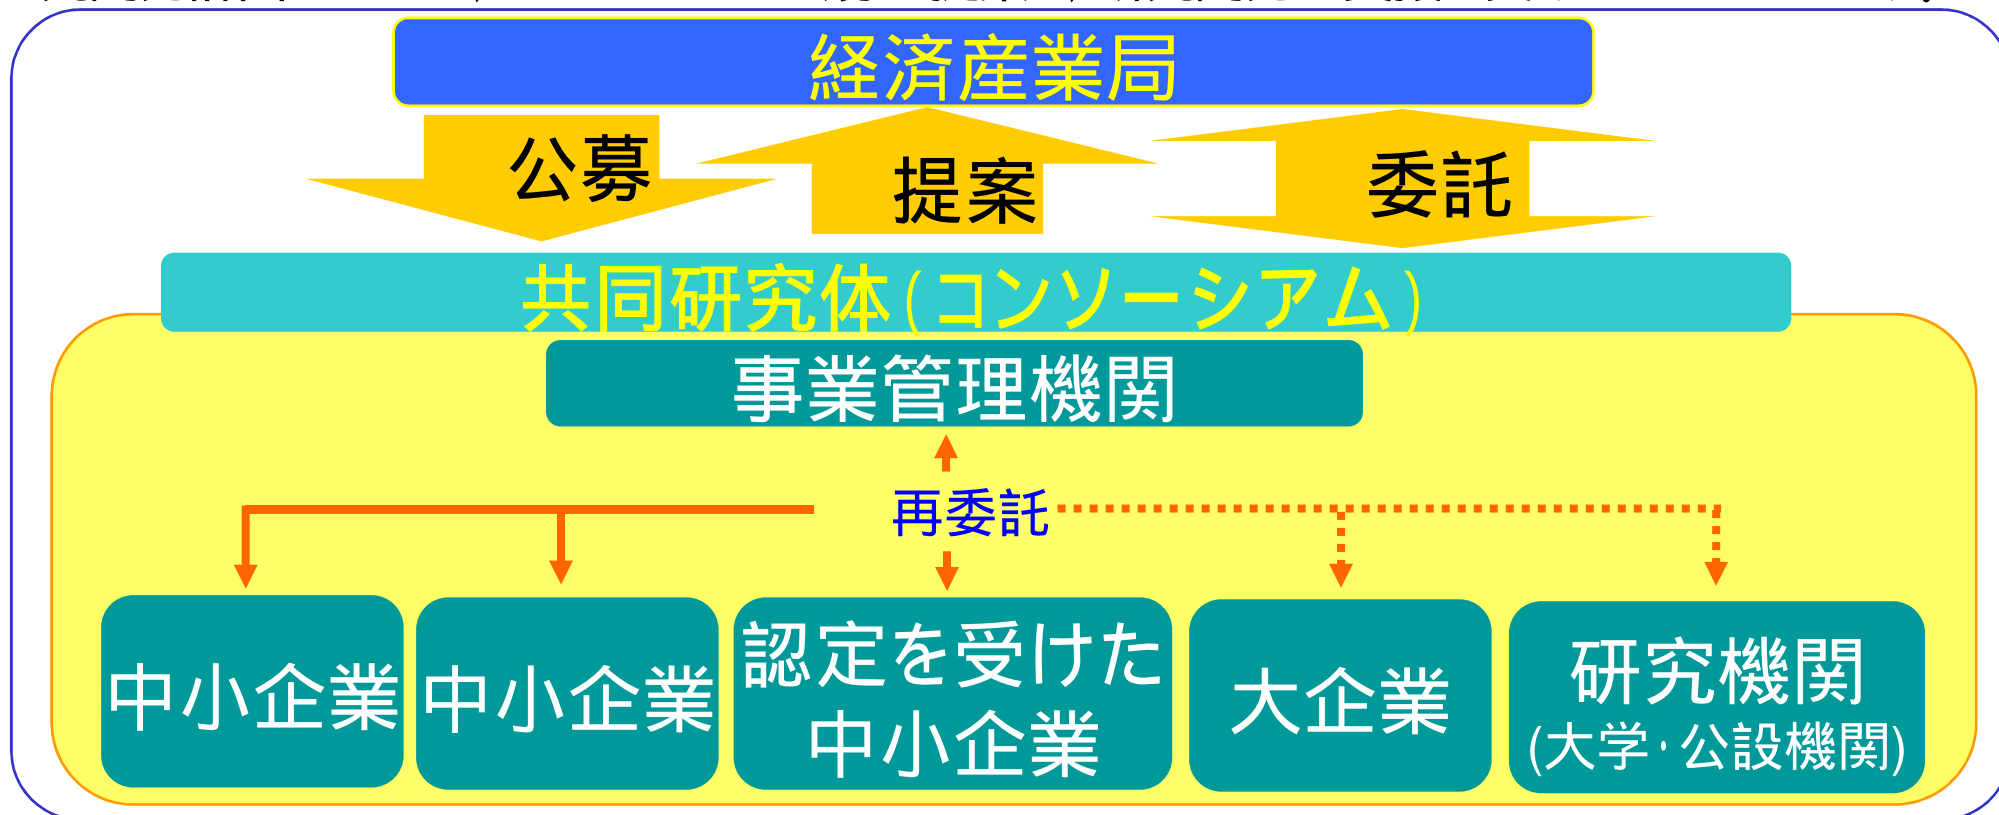 経済産業局
公募
提案
委託
共同研究体(コンソーシアム)
事業管理機関
再委託
中小企業
中小企業
認定を受けた
中小企業
大企業
研究機関
(大学・公設機関)